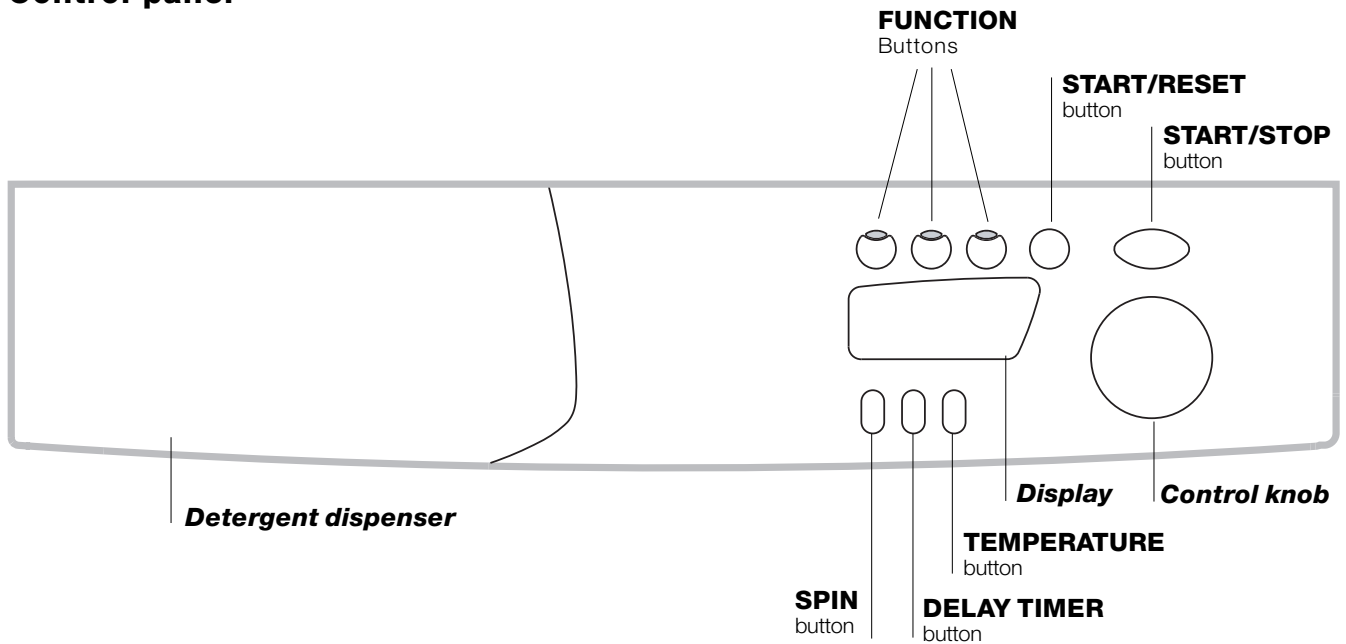 Control panel
FUNCTION
Buttons
START/RESET
button
START/STOP
button
Detergent dispenser
Display
Control knob
TEMPERATURE
button
SPIN
button
DELAY TIMER
button